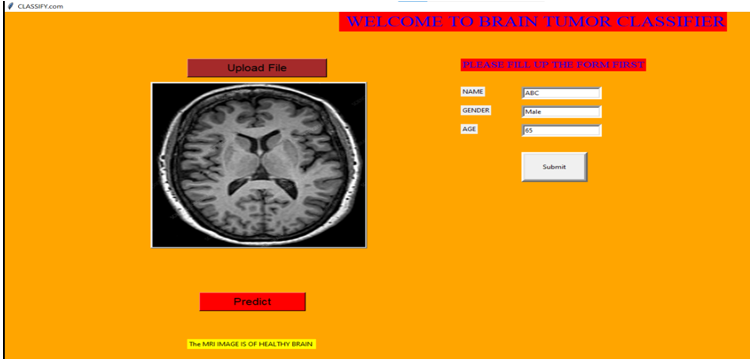 CLASSIFY.com
WELCOME TO BRAIN TUMOR CLASSIFIER
Upload File
PLEASE FILL UP THE FORM FIRST
NAME ABC
GENDER Male
AGE 65
Submit
Predict
The MRI IMAGE IS OF HEALTHY BRAIN